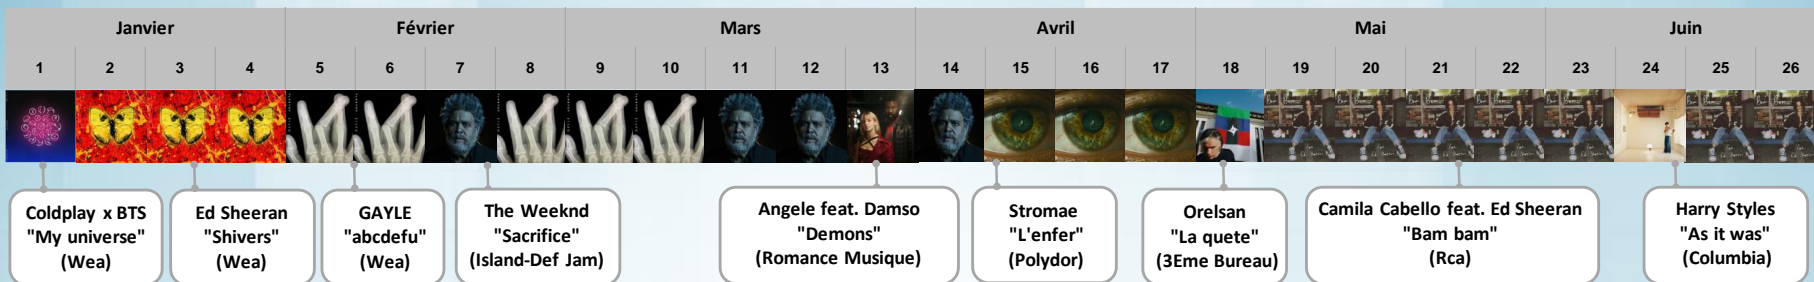 Janvier Février Mars Avril Mai Juin
1 2 3 4 5 6 7 8 9 10 11 12 13 14 15 16 17 18 19 20 21 22 23 24 25 26
Coldplay x BTS
"My universe"
(Wea)
Ed Sheeran
"Shivers"
(Wea)
GAYLE
"abcdefu"
(Wea)
The Weeknd
"Sacrifice"
(Island-Def Jam)
Angele feat. Damso
"Demons"
(Romance Musique)
Stromae
"L'enfer"
(Polydor)
Orelsan
"La quete"
(3Eme Bureau)
Camila Cabello feat. Ed Sheeran
"Bam bam"
(Rca)
Harry Styles
"As it was"
(Columbia)